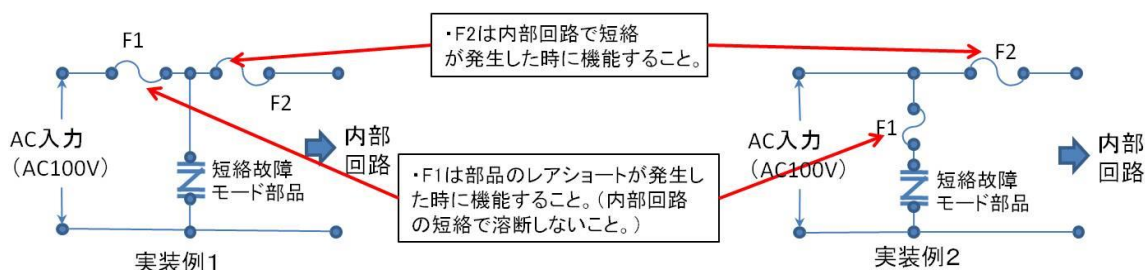 F1
F2
AC入力
(AC100V)
短絡故障
モード部品
内部
回路
実装例1
・F2は内部回路で短絡
が発生した時に機能すること。
・F1は部品のレアショートが発生し
た時に機能すること。(内部回路
の短絡で溶断しないこと。)
F2
F1
AC入力
(AC100V)
短絡故障
モード部品
内部
回路
実装例2